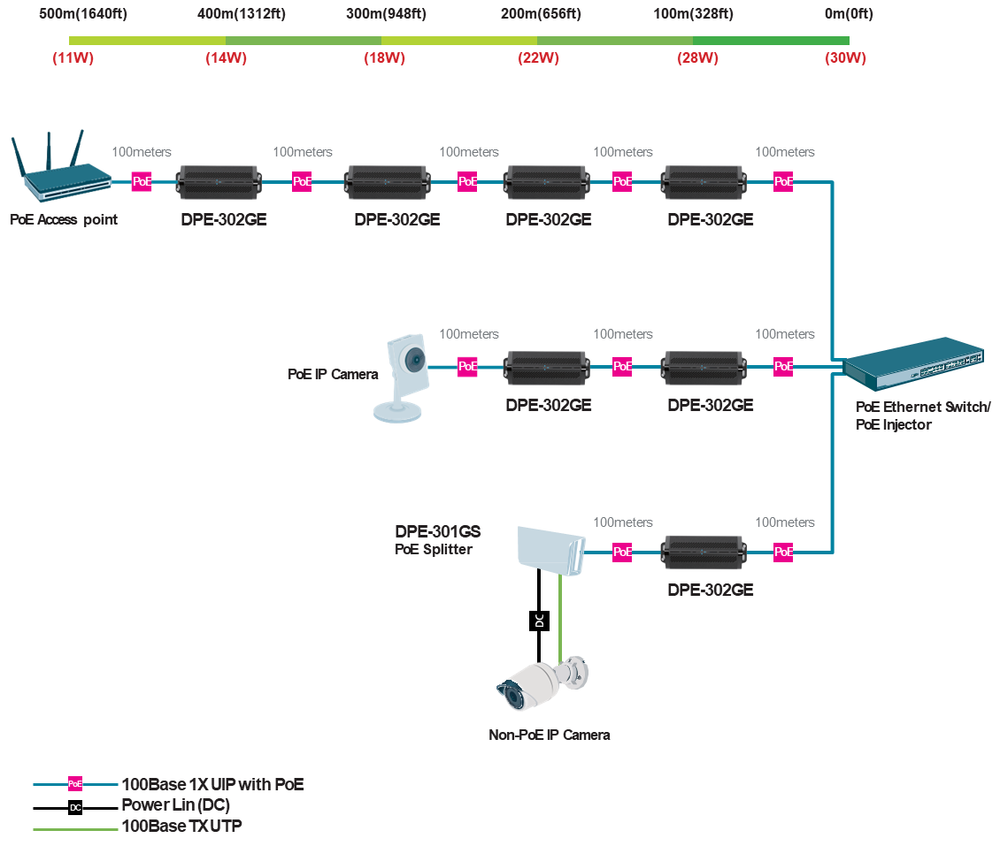 500m(1640ft) 400m(1312ft) 300m(948ft) 200m(656ft) 100m(328ft) 0m(0ft)
(11W) (14W) (18W) (22W) (28W) (30W)
100meters 100meters 100meters 100meters 100meters
PoE PoE PoE PoE PoE
PoE Access point DPE-302GE DPE-302GE DPE-302GE DPE-302GE
100meters 100meters 100meters
PoE PoE PoE
PoE IP Camera
DPE-302GE DPE-302GE
PoE Ethernet Switch/
PoE Injector
100meters 100meters
DPE-301GS
PoE Splitter
PoE PoE
DPE-302GE
DC
Non-PoE IP Camera
PoE 100Base 1X UIP with PoE
DC Power Lin (DC)
100Base TX UTP